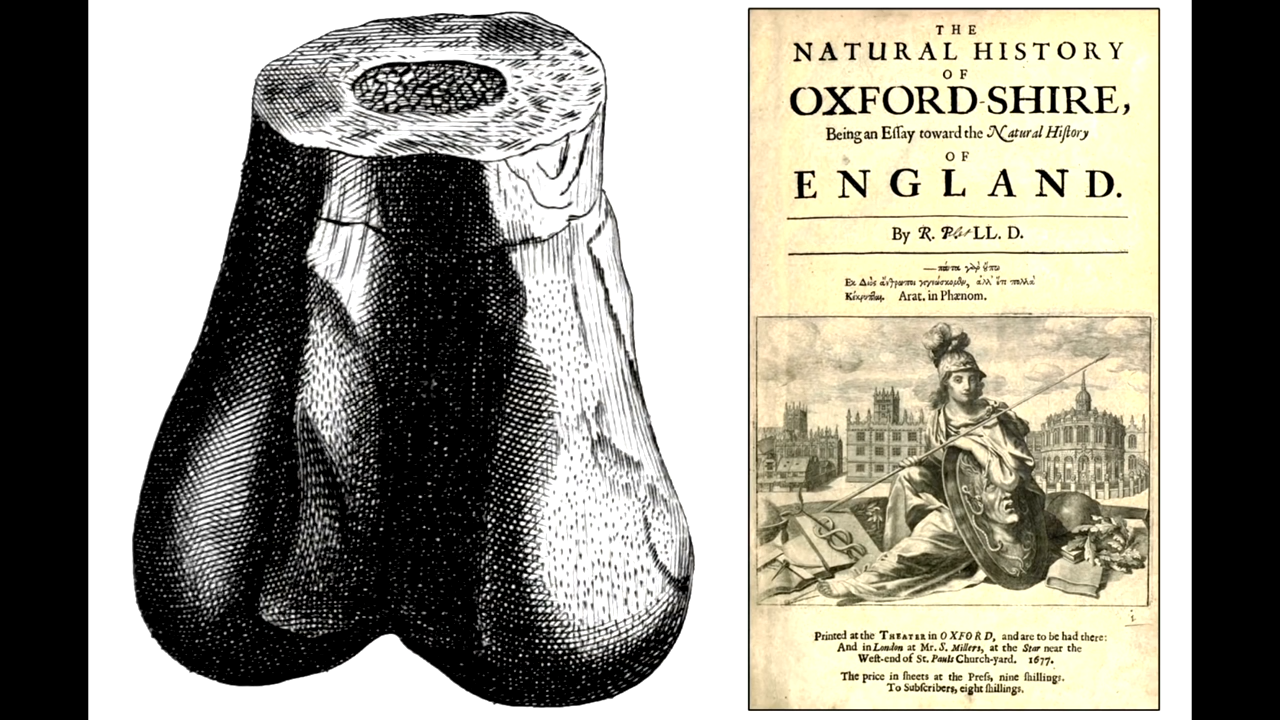 THE
NATURAL HISTORY
OF
OXFORD-SHIRE,
Being an Eſſay toward the Natural Hiſtory
OF
ENGLAND.
By R. Plot LL. D.
Arat. in Phænom.
Printed at the THEATER in OXFORD, and are to be had there:
And in London at Mr. S. Millers, at the Star near the
Weſt-end of St. Pauls Church-yard. 1677.
The price in ſheets at the Preſs, nine ſhillings.
To Subſcribers, eight ſhillings.